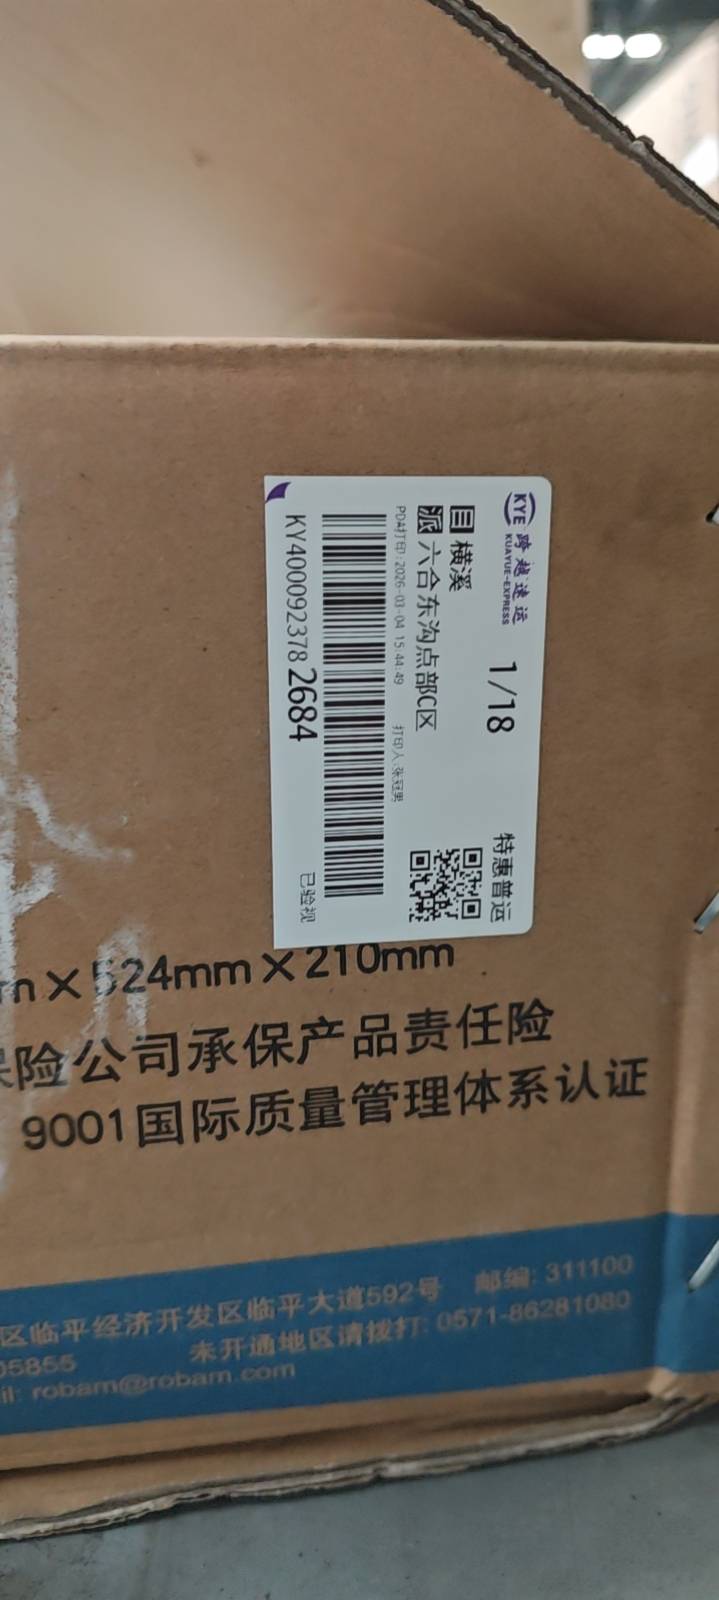 KYE 跨越速运
KUAYUE-EXPRESS
1/18
特惠普运
目 横溪
派 六合东沟点部C区
PDA打印:2026-03-04 15:44:49 打印人:张冠男
KY4000923782684
已验视
m×524mm×210mm
保险公司承保产品责任险
9001国际质量管理体系认证
区临平经济开发区临平大道592号 邮编:311100
05855 未开通地区请拨打:0571-86281080
il: robam@robam.com